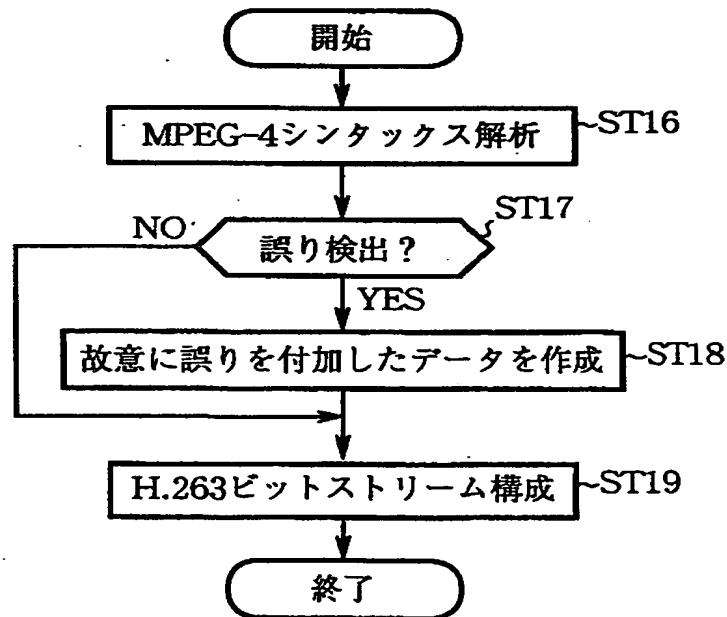 開始
MPEG-4シンタックス解析 ~ST16
ST17
NO
誤り検出?
YES
故意に誤りを付加したデータを作成 ~ST18
H.263ビットストリーム構成 ~ST19
終了